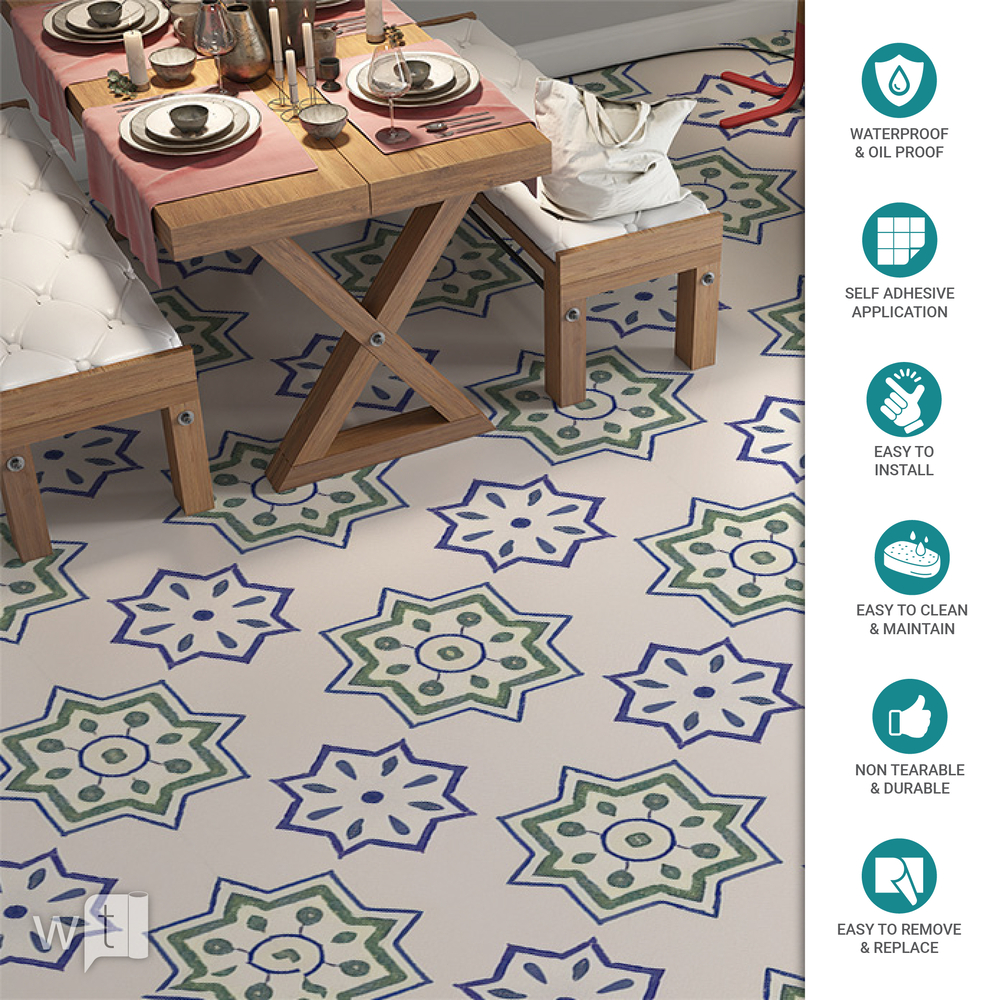 WATERPROOF
& OIL PROOF
SELF ADHESIVE
APPLICATION
EASY TO
INSTALL
EASY TO CLEAN
& MAINTAIN
NON TEARABLE
& DURABLE
EASY TO REMOVE
& REPLACE
wt